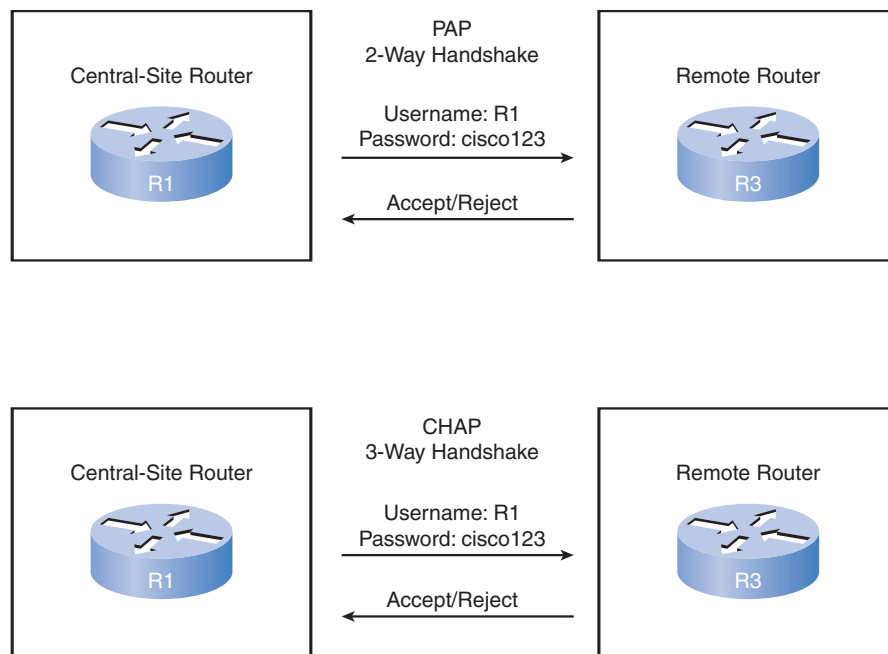 PAP
2-Way Handshake
Central-Site Router
Remote Router
Username: R1
Password: cisco123
R1
R3
Accept/Reject
CHAP
3-Way Handshake
Central-Site Router
Remote Router
Username: R1
Password: cisco123
R1
R3
Accept/Reject